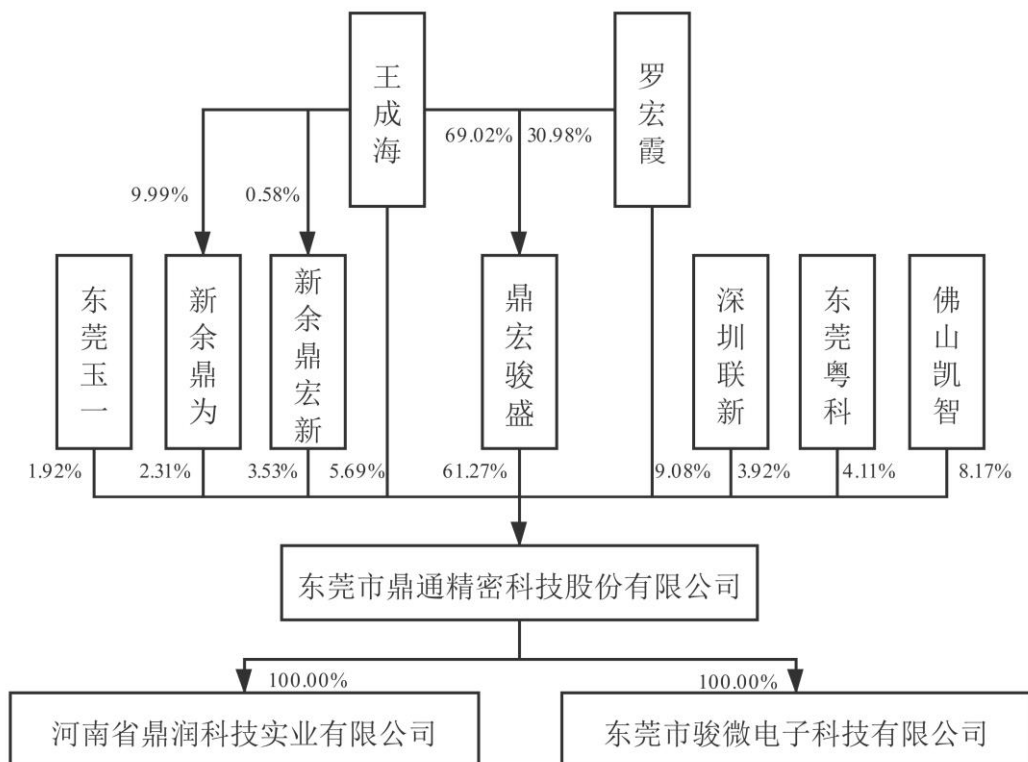 王成海
罗宏霞
69.02%
30.98%
9.99%
0.58%
东莞玉一
新余鼎为
新余鼎宏新
鼎宏骏盛
深圳联新
东莞粤科
佛山凯智
1.92%
2.31%
3.53%
5.69%
61.27%
9.08%
3.92%
4.11%
8.17%
东莞市鼎通精密科技股份有限公司
100.00%
100.00%
河南省鼎润科技实业有限公司
东莞市骏微电子科技有限公司